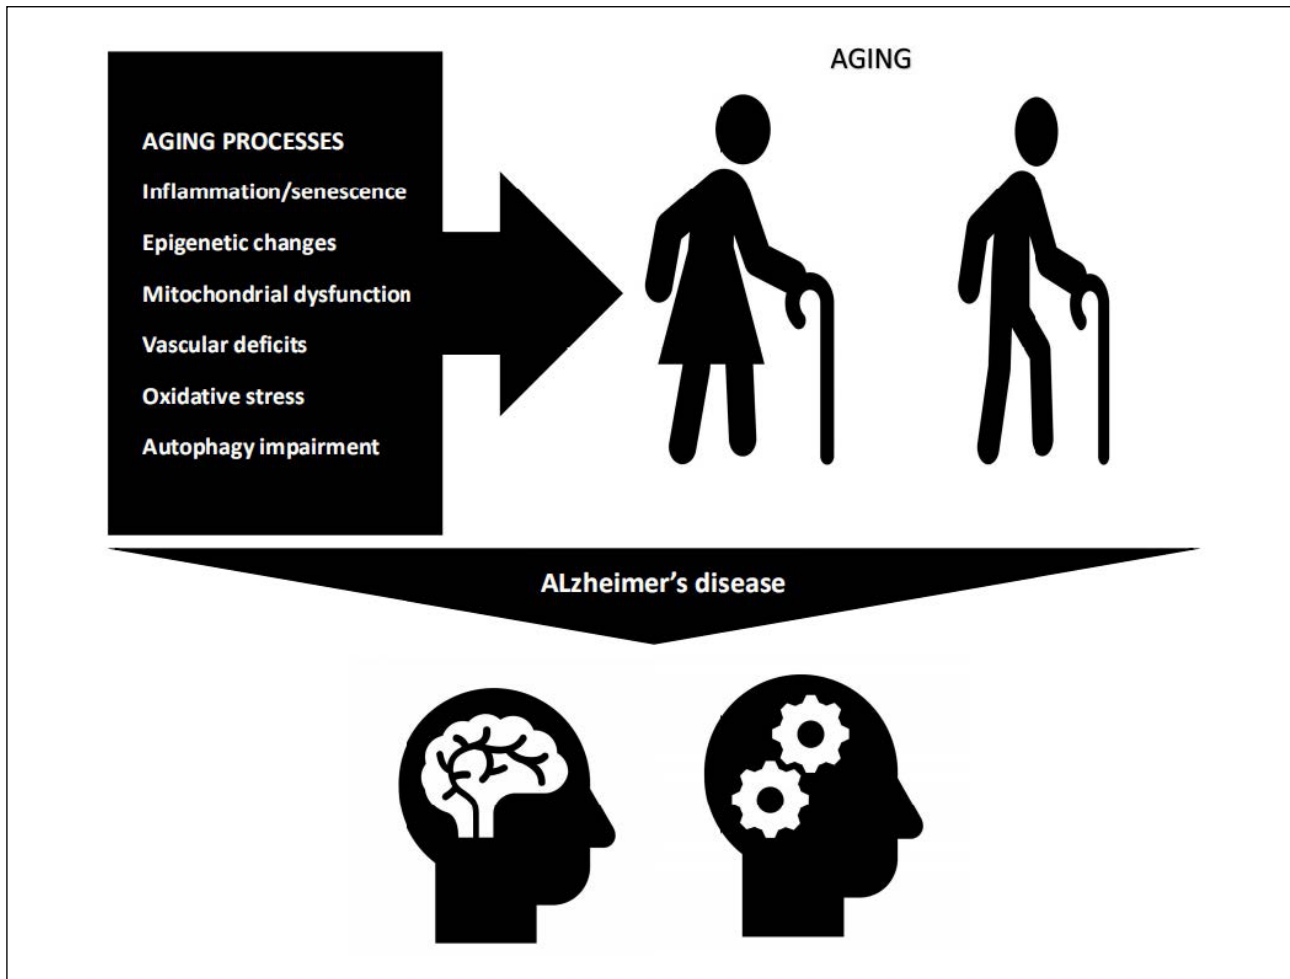 AGING
AGING PROCESSES
Inflammation/senescence
Epigenetic changes
Mitochondrial dysfunction
Vascular deficits
Oxidative stress
Autophagy impairment
ALzheimer’s disease